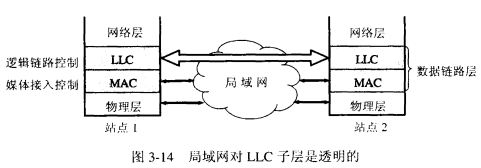 网络层
网络层
逻辑链路控制
LLC
LLC
媒体接入控制
MAC
局域网
MAC
数据链路层
物理层
物理层
站点 1
站点 2
图 3-14 局域网对 LLC 子层是透明的